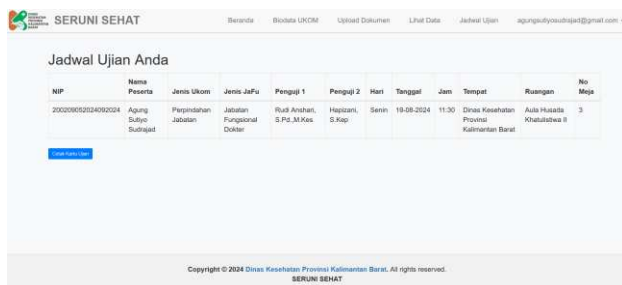 SERUNI SEHAT
Beranda Biodata UKOM Upload Dokumen Lihat Data Jadwal Ujian agungsutiyosudrajad@gmail.com
Jadwal Ujian Anda
NIP Nama Peserta Jenis Ukom Jenis JaFu Penguji 1 Penguji 2 Hari Tanggal Jam Tempat Ruangan No Meja
200209052024092024 Agung Sutiyo Sudrajad Perpindahan Jabatan Jabatan Fungsional Dokter Rudi Anshari, S.Pd.,M.Kes Hapizani, S.Kep Senin 19-08-2024 11:30 Dinas Kesehatan Provinsi Kalimantan Barat Aula Husada Khatulistiwa II 3
Cetak Kartu Ujian
Copyright © 2024 Dinas Kesehatan Provinsi Kalimantan Barat. All rights reserved.
SERUNI SEHAT